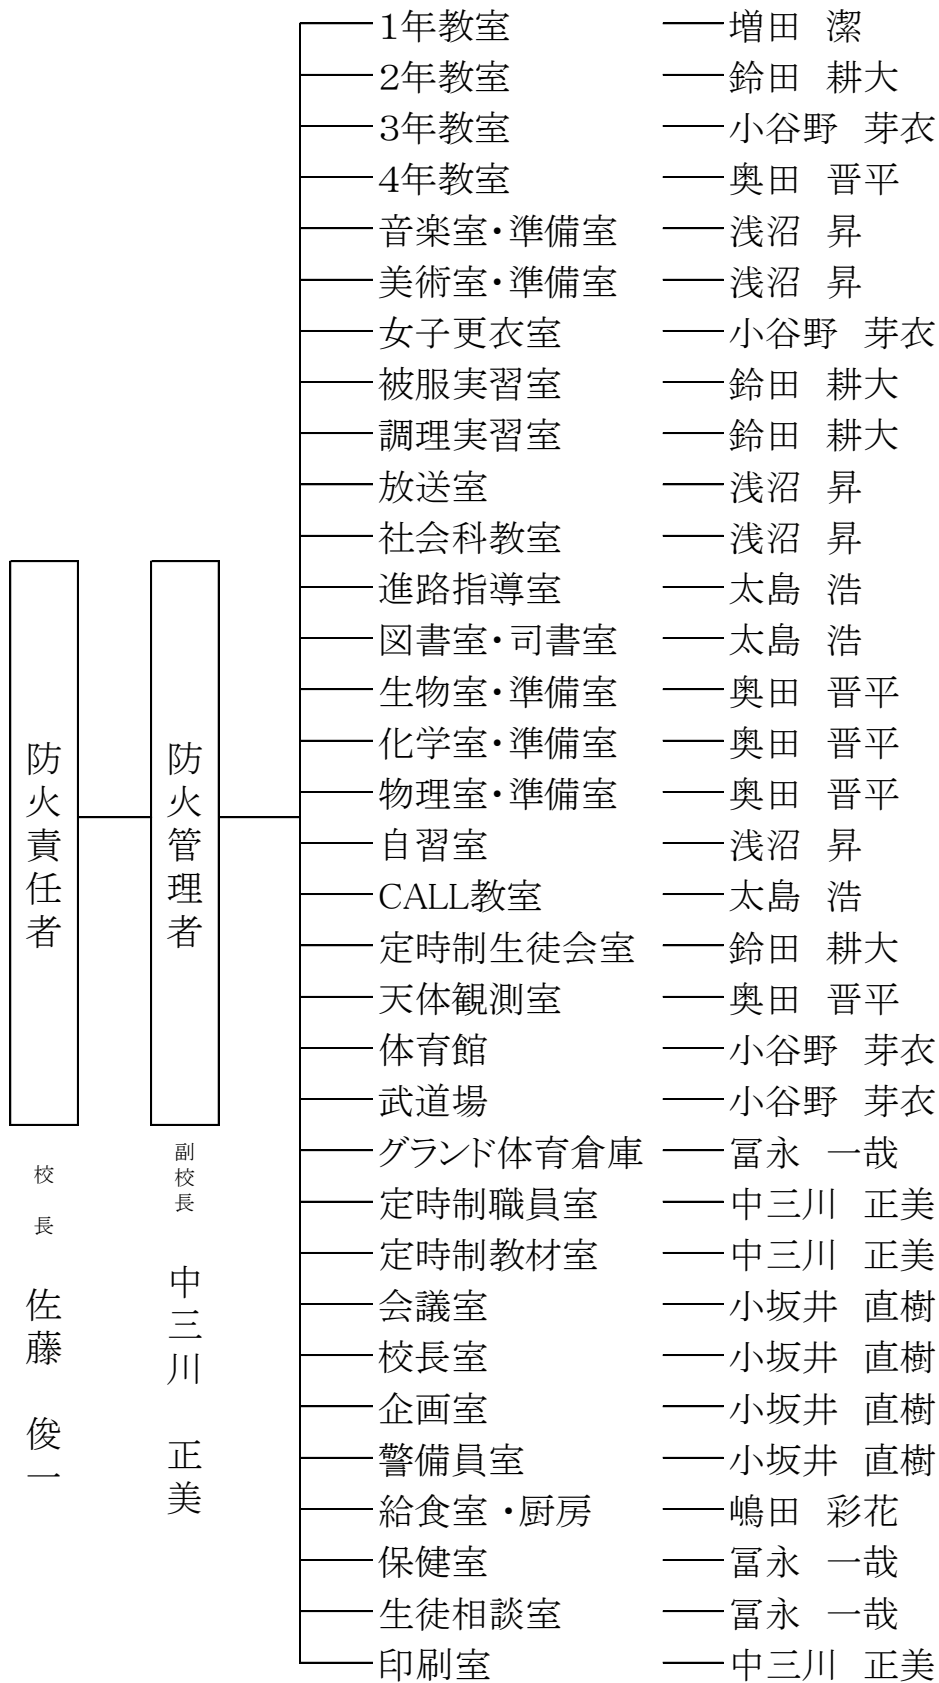 防火責任者
校長 佐藤 俊一
防火管理者
副校長 中三川 正美
1年教室 増田 潔
2年教室 鈴田 耕大
3年教室 小谷野 芽衣
4年教室 奥田 晋平
音楽室・準備室 浅沼 昇
美術室・準備室 浅沼 昇
女子更衣室 小谷野 芽衣
被服実習室 鈴田 耕大
調理実習室 鈴田 耕大
放送室 浅沼 昇
社会科教室 浅沼 昇
進路指導室 太島 浩
図書室・司書室 太島 浩
生物室・準備室 奥田 晋平
化学室・準備室 奥田 晋平
物理室・準備室 奥田 晋平
自習室 浅沼 昇
CALL教室 太島 浩
定時制生徒会室 鈴田 耕大
天体観測室 奥田 晋平
体育館 小谷野 芽衣
武道場 小谷野 芽衣
グランド体育倉庫 冨永 一哉
定時制職員室 中三川 正美
定時制教材室 中三川 正美
会議室 小坂井 直樹
校長室 小坂井 直樹
企画室 小坂井 直樹
警備員室 小坂井 直樹
給食室・厨房 嶋田 彩花
保健室 冨永 一哉
生徒相談室 冨永 一哉
印刷室 中三川 正美